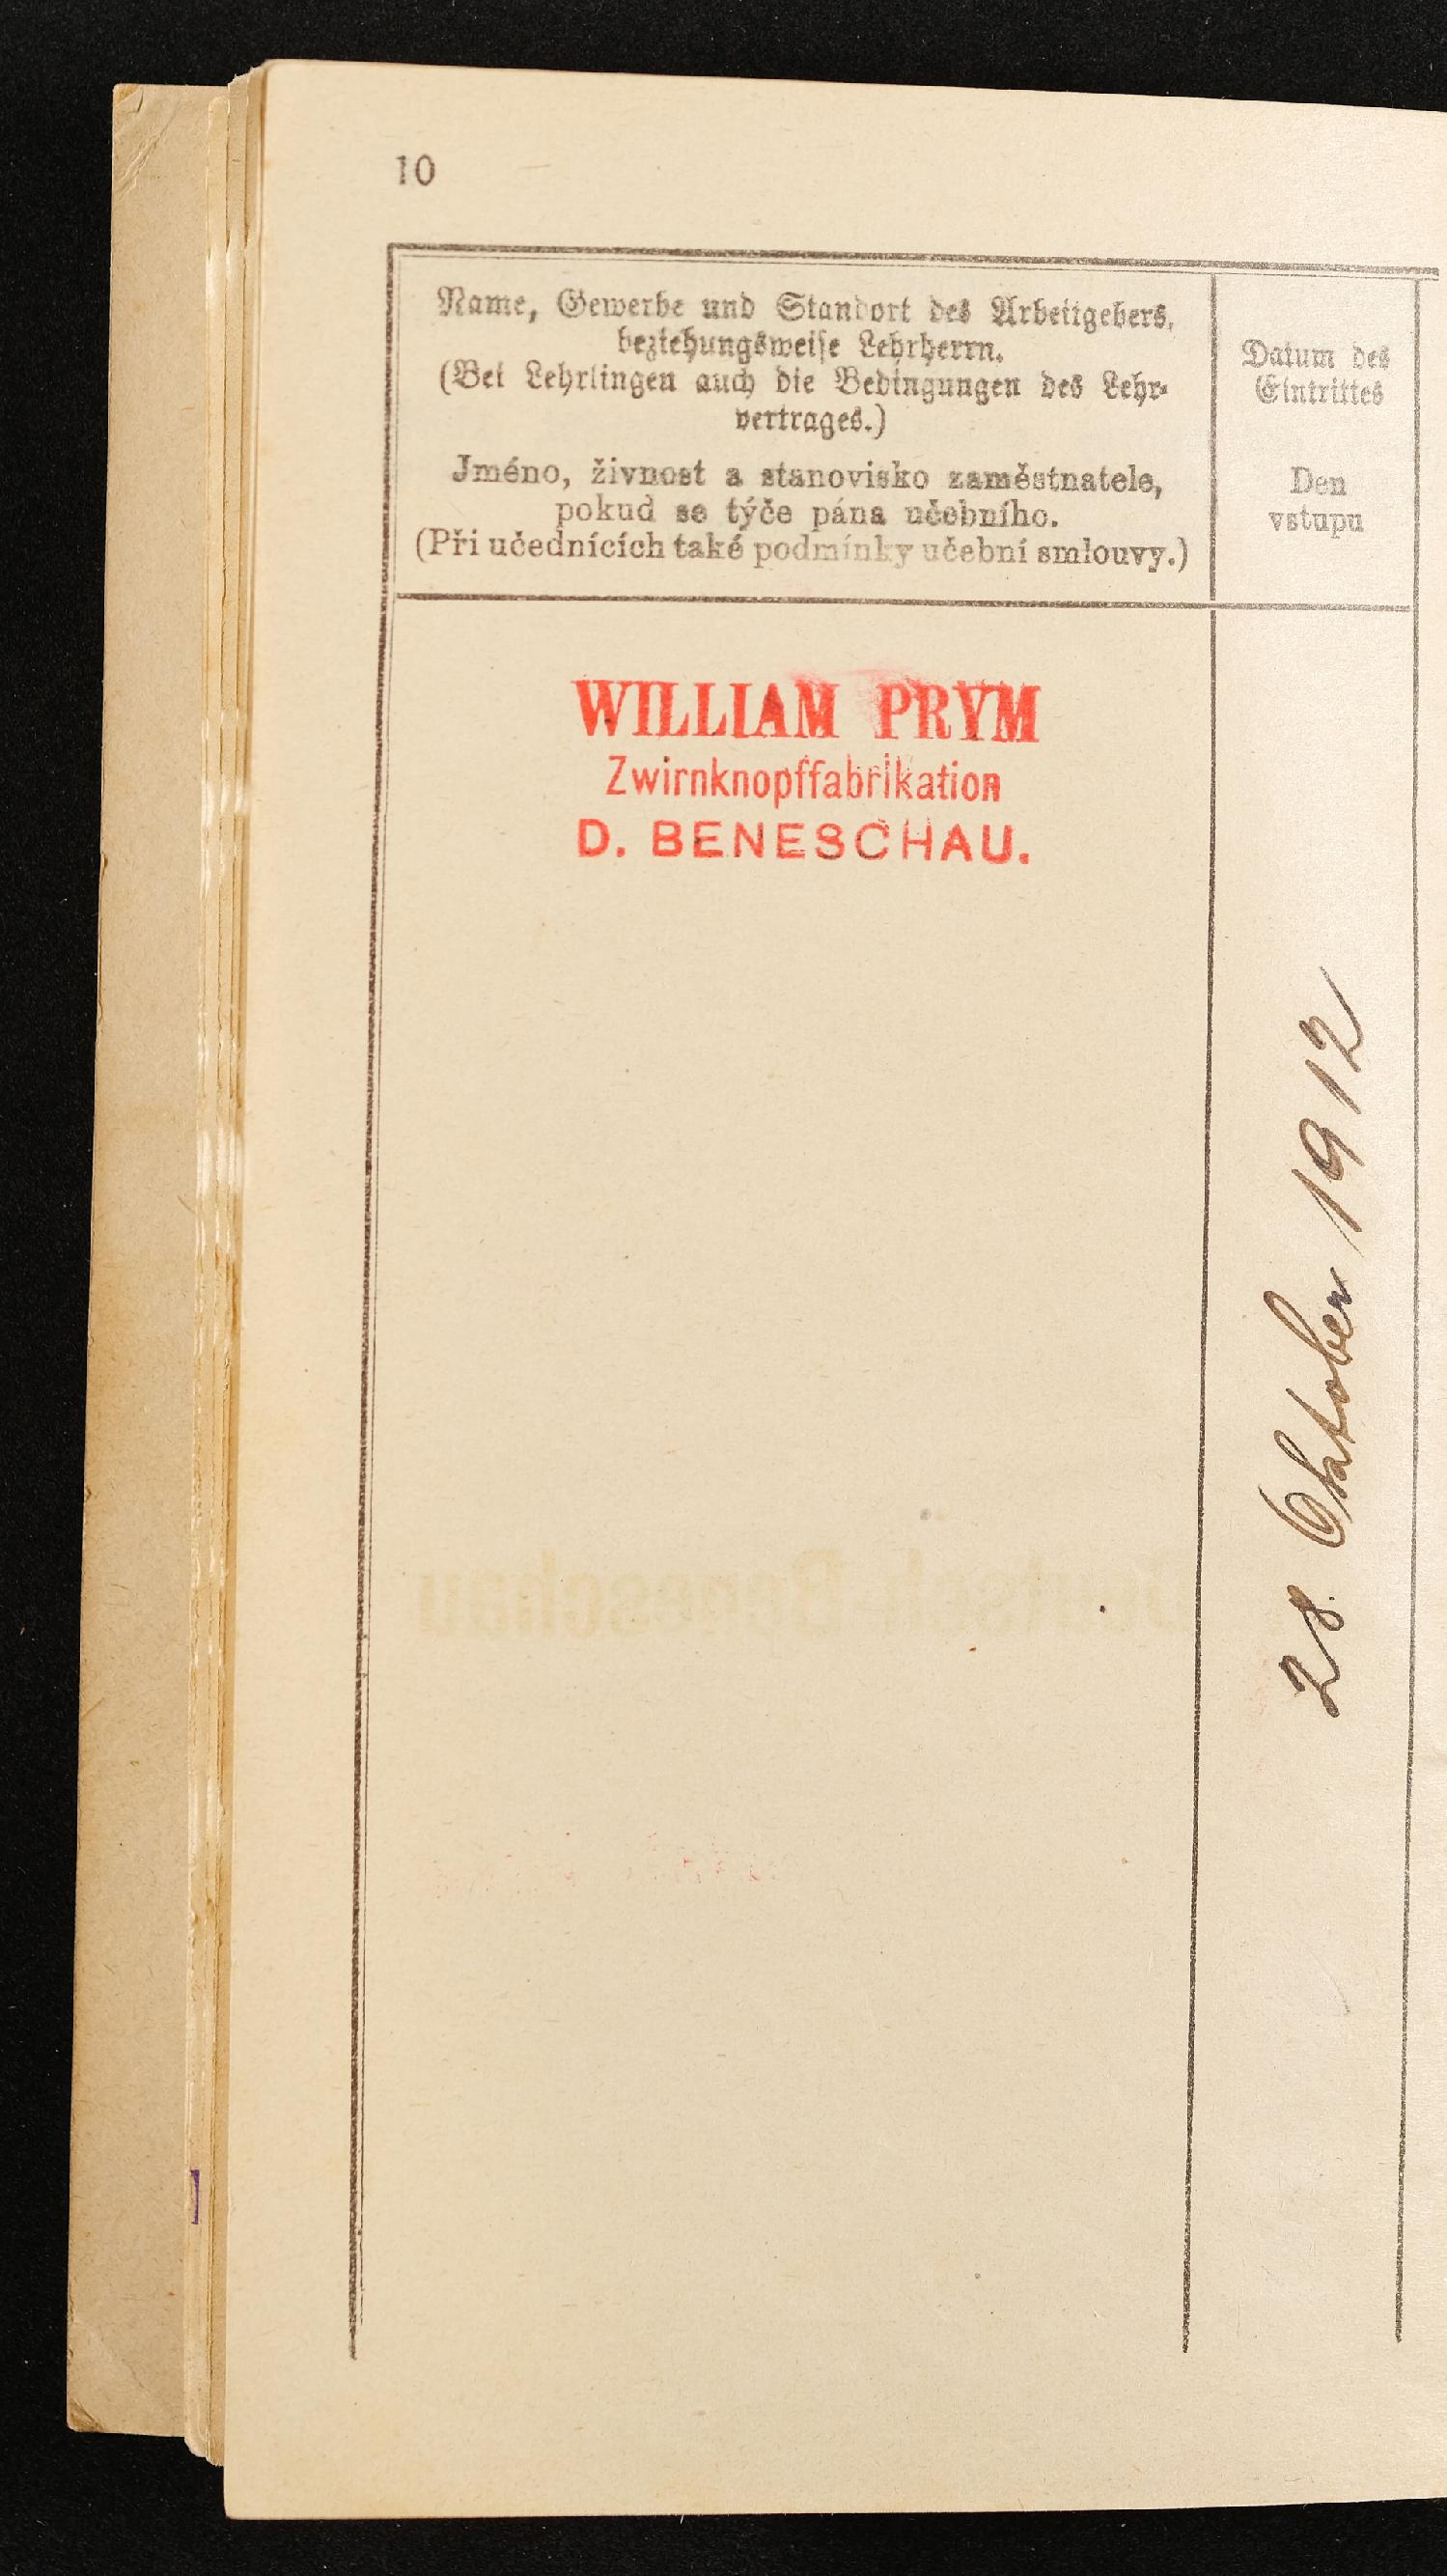 10
Name, Gewerbe und Standort des Arbeitgebers,
beziehungsweise Lehrherrn.
(Bei Lehrlingen auch die Bedingungen des Lehr-
vertrages.)
Jméno, živnost a stanovisko zaměstnatele,
pokud se týče pána učebního.
(Při učednících také podmínky učební smlouvy.)
Datum des
Eintrittes
Den
vstupu
WILLIAM PRYM
Zwirnknopffabrikation
D. BENESCHAU.
28. Oktober 1912
Deutsch-Beneschau